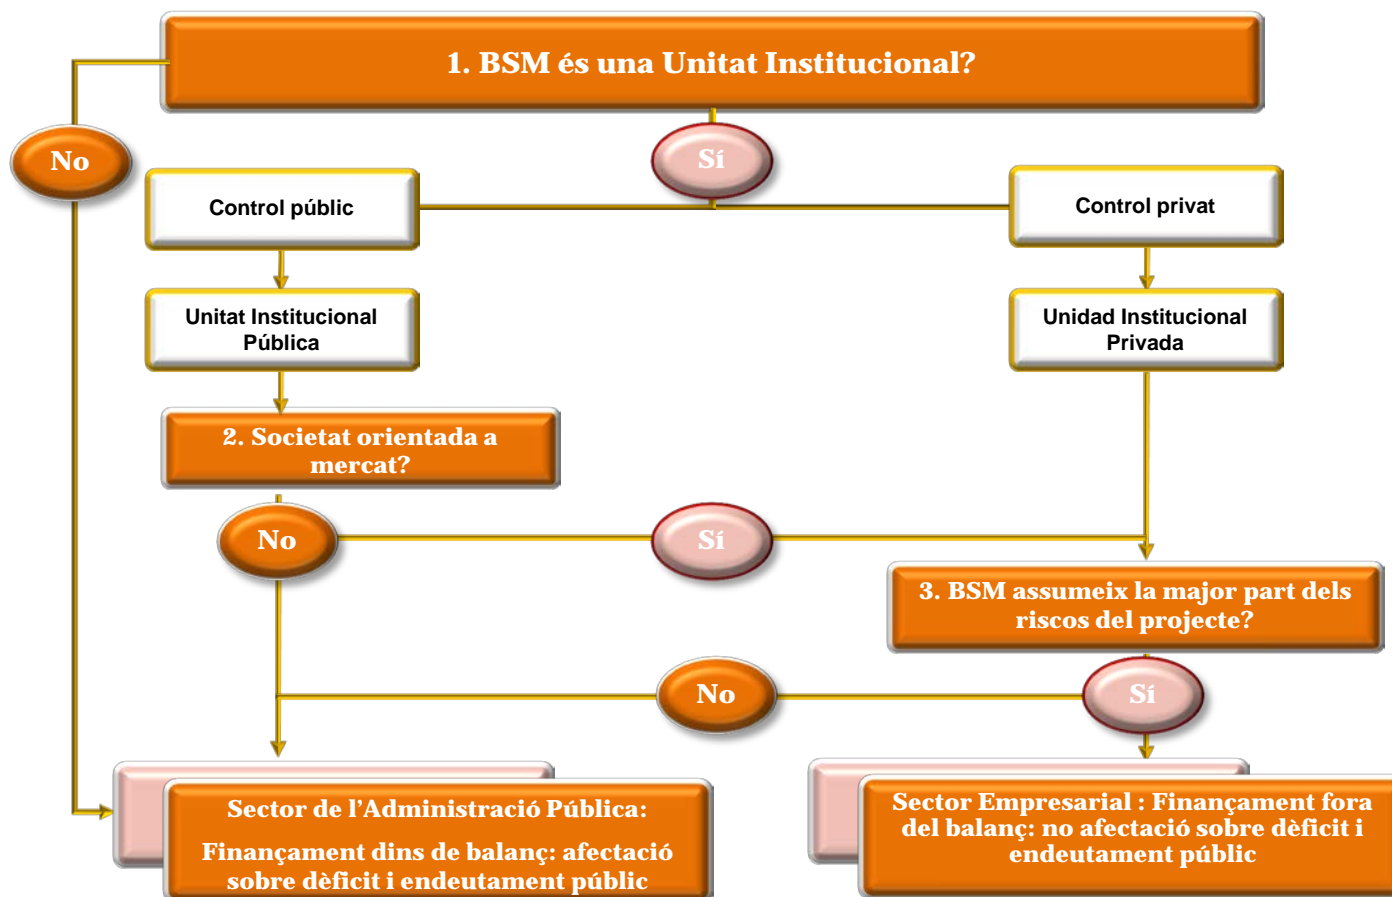 1. BSM és una Unitat Institucional?
No
Sí
Control públic
Control privat
Unitat Institucional
Pública
Unidad Institucional
Privada
2. Societat orientada a
mercat?
No
Sí
3. BSM assumeix la major part dels
riscos del projecte?
No
Sí
Sector de l’Administració Pública:
Finançament dins de balanç: afectació
sobre dèficit i endeutament públic
Sector Empresarial : Finançament fora
del balanç: no afectació sobre dèficit i
endeutament públic